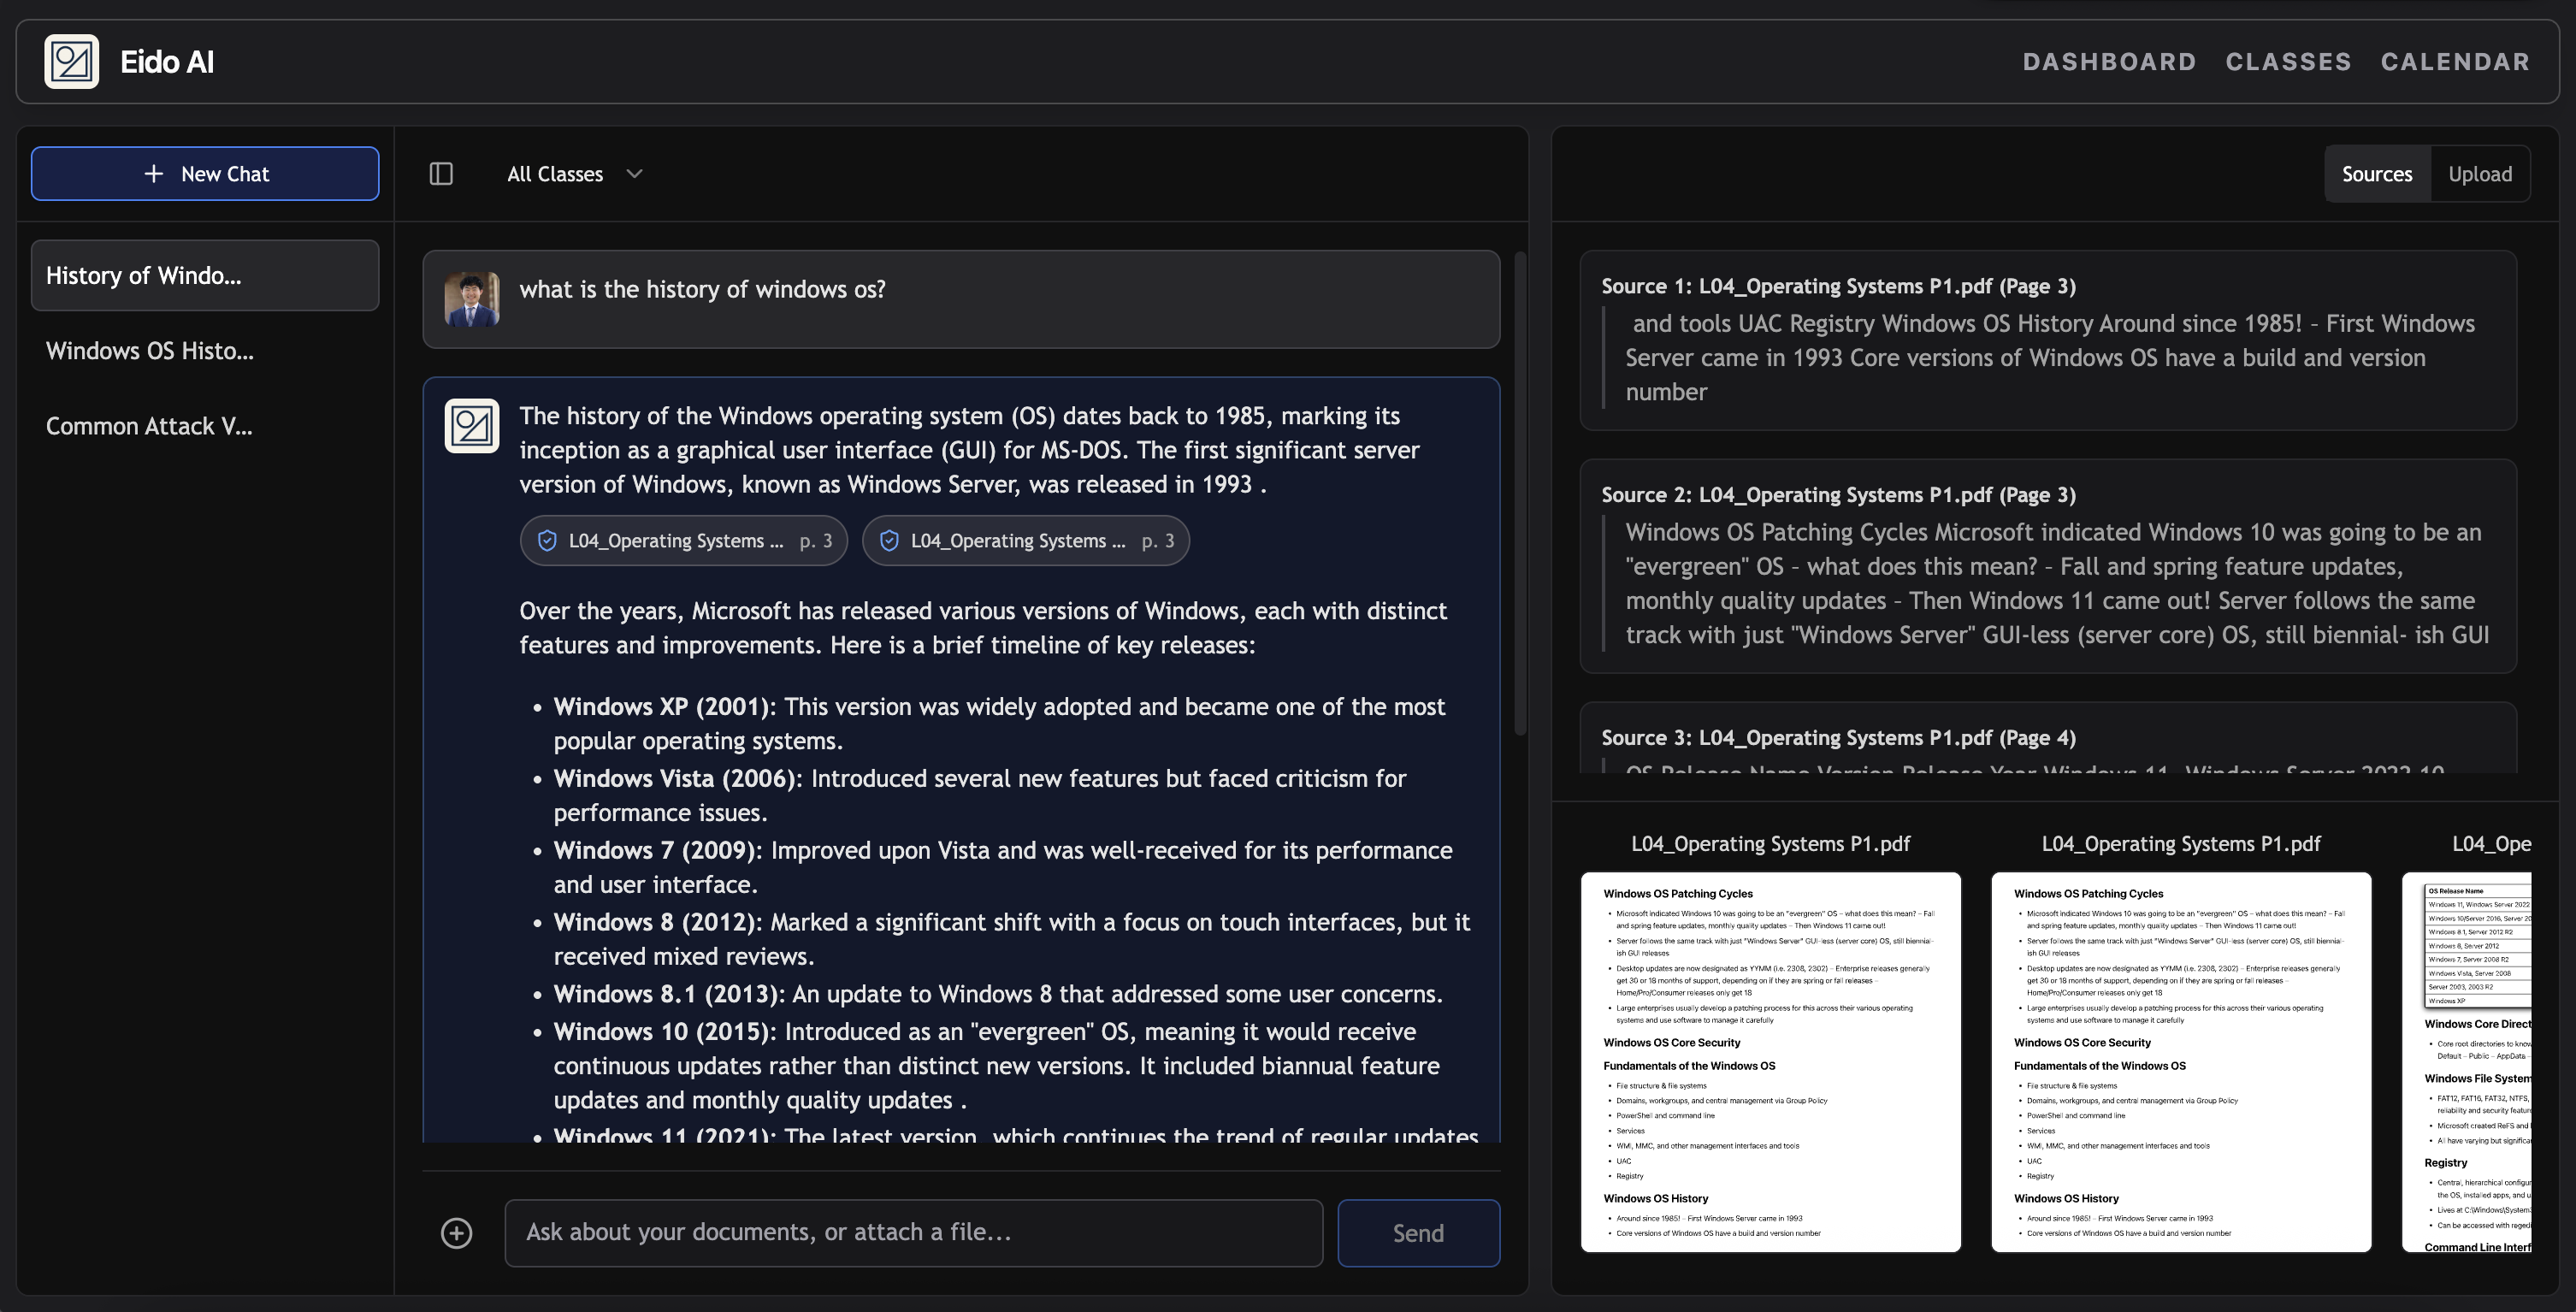 Eido AI
DASHBOARD CLASSES CALENDAR
+ New Chat
History of Windo...
Windows OS Histo...
Common Attack V...
All Classes
what is the history of windows os?
The history of the Windows operating system (OS) dates back to 1985, marking its
inception as a graphical user interface (GUI) for MS-DOS. The first significant server
version of Windows, known as Windows Server, was released in 1993 .
L04_Operating Systems ... p. 3
L04_Operating Systems ... p. 3
Over the years, Microsoft has released various versions of Windows, each with distinct
features and improvements. Here is a brief timeline of key releases:
• Windows XP (2001): This version was widely adopted and became one of the most
popular operating systems.
• Windows Vista (2006): Introduced several new features but faced criticism for
performance issues.
• Windows 7 (2009): Improved upon Vista and was well-received for its performance
and user interface.
• Windows 8 (2012): Marked a significant shift with a focus on touch interfaces, but it
received mixed reviews.
• Windows 8.1 (2013): An update to Windows 8 that addressed some user concerns.
• Windows 10 (2015): Introduced as an "evergreen" OS, meaning it would receive
continuous updates rather than distinct new versions. It included biannual feature
updates and monthly quality updates .
• Windows 11 (2021): The latest version, which continues the trend of regular updates
Ask about your documents, or attach a file...
Send
Sources Upload
Source 1: L04_Operating Systems P1.pdf (Page 3)
and tools UAC Registry Windows OS History Around since 1985! – First Windows
Server came in 1993 Core versions of Windows OS have a build and version
number
Source 2: L04_Operating Systems P1.pdf (Page 3)
Windows OS Patching Cycles Microsoft indicated Windows 10 was going to be an
"evergreen" OS – what does this mean? – Fall and spring feature updates,
monthly quality updates – Then Windows 11 came out! Server follows the same
track with just "Windows Server" GUI-less (server core) OS, still biennial- ish GUI
Source 3: L04_Operating Systems P1.pdf (Page 4)
OS Release Name Version Release Year Windows 11, Windows Server 2022 10
L04_Operating Systems P1.pdf
Windows OS Patching Cycles
• Microsoft indicated Windows 10 was going to be an "evergreen" OS – what does this mean? – Fall
and spring feature updates, monthly quality updates – Then Windows 11 came out!
• Server follows the same track with just "Windows Server" GUI-less (server core) OS, still biennial-
ish GUI releases
• Desktop updates are now designated as YYMM (i.e. 2308, 2302) – Enterprise releases generally
get 30 or 18 months of support, depending on if they are spring or fall releases –
Home/Pro/Consumer releases only get 18
• Large enterprises usually develop a patching process for this across their various operating
systems and use software to manage it carefully
Windows OS Core Security
Fundamentals of the Windows OS
• File structure & file systems
• Domains, workgroups, and central management via Group Policy
• PowerShell and command line
• Services
• WMI, MMC, and other management interfaces and tools
• UAC
• Registry
Windows OS History
• Around since 1985! – First Windows Server came in 1993
• Core versions of Windows OS have a build and version number
L04_Operating Systems P1.pdf
Windows OS Patching Cycles
• Microsoft indicated Windows 10 was going to be an "evergreen" OS – what does this mean? – Fall
and spring feature updates, monthly quality updates – Then Windows 11 came out!
• Server follows the same track with just "Windows Server" GUI-less (server core) OS, still biennial-
ish GUI releases
• Desktop updates are now designated as YYMM (i.e. 2308, 2302) – Enterprise releases generally
get 30 or 18 months of support, depending on if they are spring or fall releases –
Home/Pro/Consumer releases only get 18
• Large enterprises usually develop a patching process for this across their various operating
systems and use software to manage it carefully
Windows OS Core Security
Fundamentals of the Windows OS
• File structure & file systems
• Domains, workgroups, and central management via Group Policy
• PowerShell and command line
• Services
• WMI, MMC, and other management interfaces and tools
• UAC
• Registry
Windows OS History
• Around since 1985! – First Windows Server came in 1993
• Core versions of Windows OS have a build and version number
L04_Ope
OS Release Name
Windows 11, Windows Server 2022
Windows 10/Server 2016, Server 20
Windows 8.1, Server 2012 R2
Windows 8, Server 2012
Windows 7, Server 2008 R2
Windows Vista, Server 2008
Server 2003, 2003 R2
Windows XP
Windows Core Direct
• Core root directories to know
Default – Public – AppData –
Windows File System
• FAT12, FAT16, FAT32, NTFS,
reliability and security feature
• Microsoft created ReFS and
• All have varying but significa
Registry
• Central, hierarchical configur
the OS, installed apps, and u
• Lives at C:\Windows\System
• Can be accessed with regedi
Command Line Interf